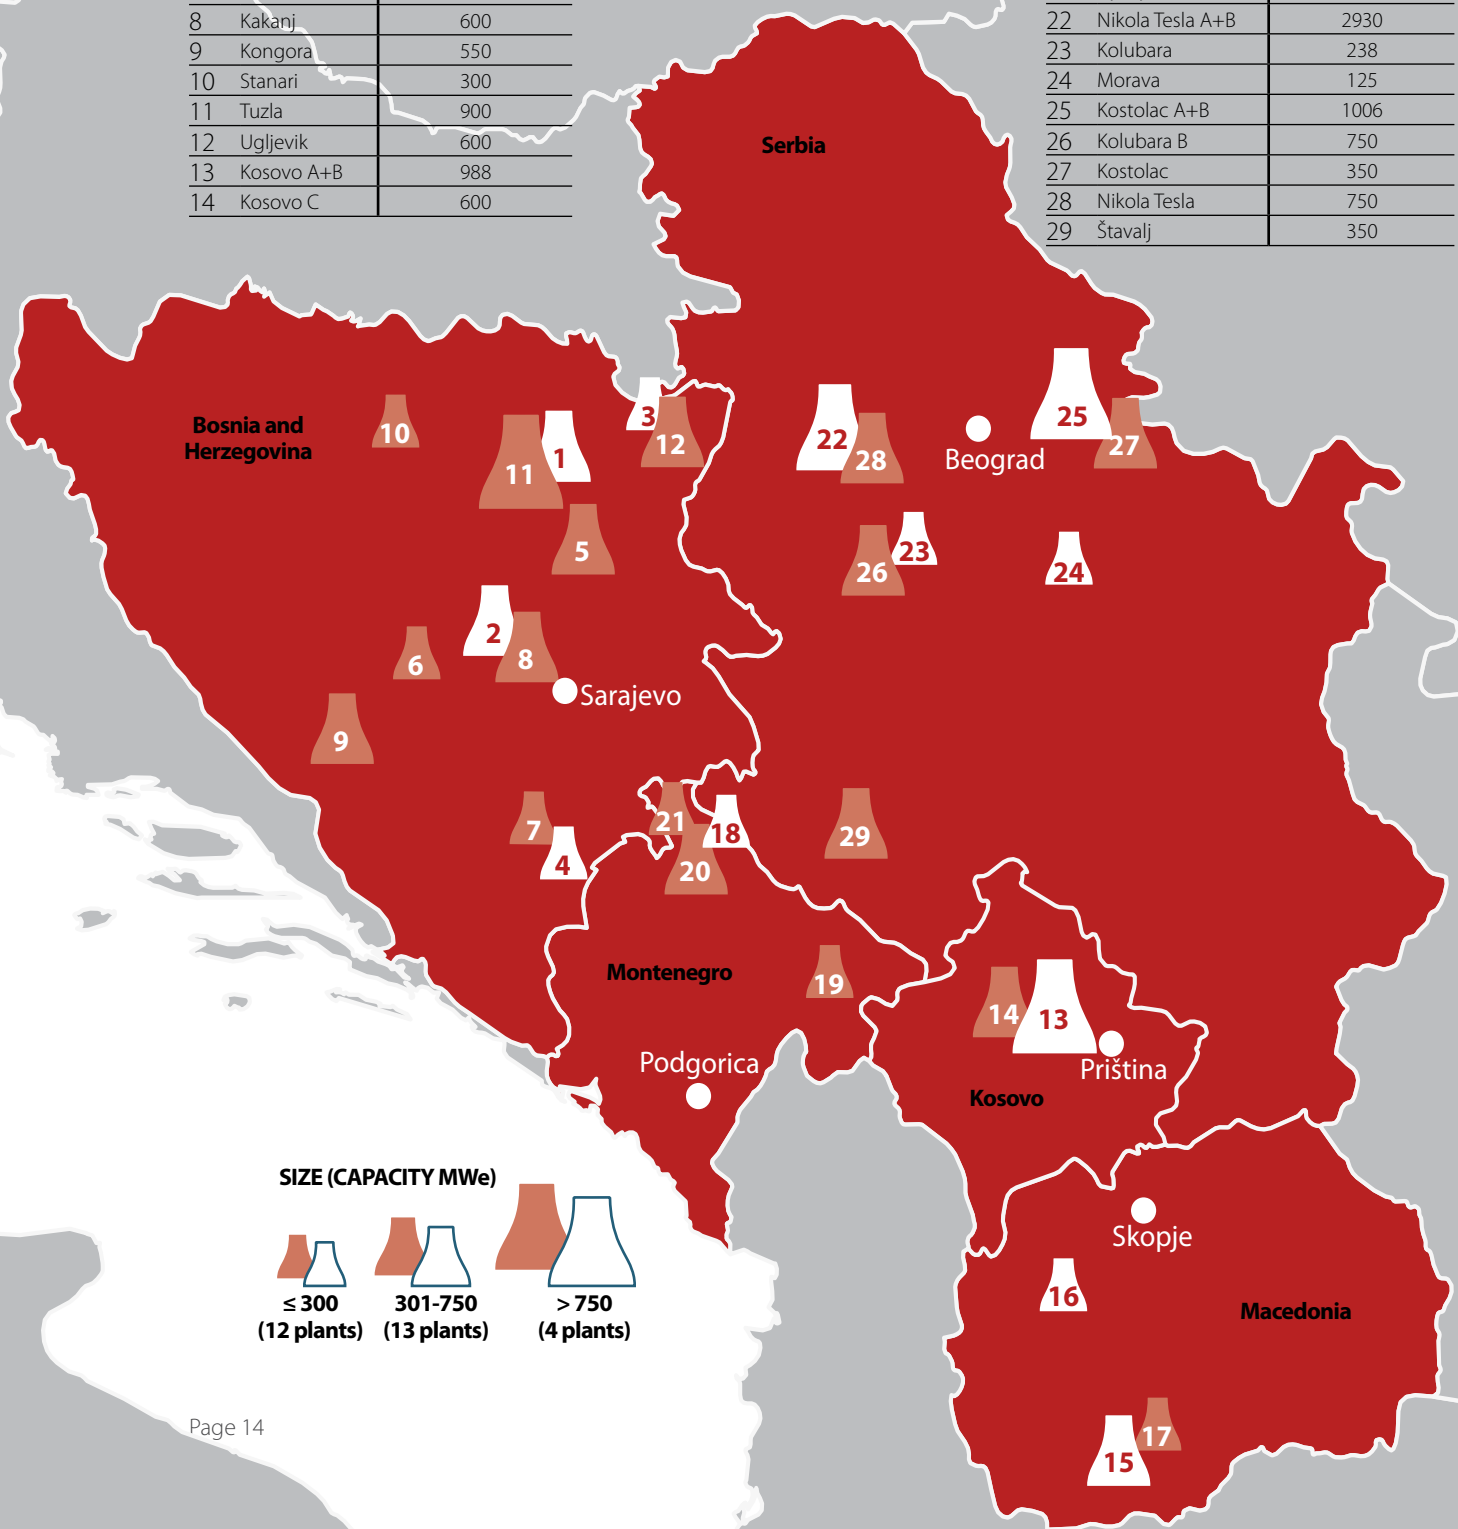 8 Kakanj 600
9 Kongora 550
10 Stanari 300
11 Tuzla 900
12 Ugljevik 600
13 Kosovo A+B 988
14 Kosovo C 600
22 Nikola Tesla A+B 2930
23 Kolubara 238
24 Morava 125
25 Kostolac A+B 1006
26 Kolubara B 750
27 Kostolac 350
28 Nikola Tesla 750
29 Štavalj 350
Serbia
Bosnia and
Herzegovina
10
11
1
3
12
5
2
8
6
9
Sarajevo
7
4
22
28
Beograd
25
27
26
23
24
21
18
20
29
Montenegro
19
Podgorica
14
13
Priština
Kosovo
Skopje
16
Macedonia
17
15
SIZE (CAPACITY MWe)
≤ 300 301-750 > 750
(12 plants) (13 plants) (4 plants)
Page 14